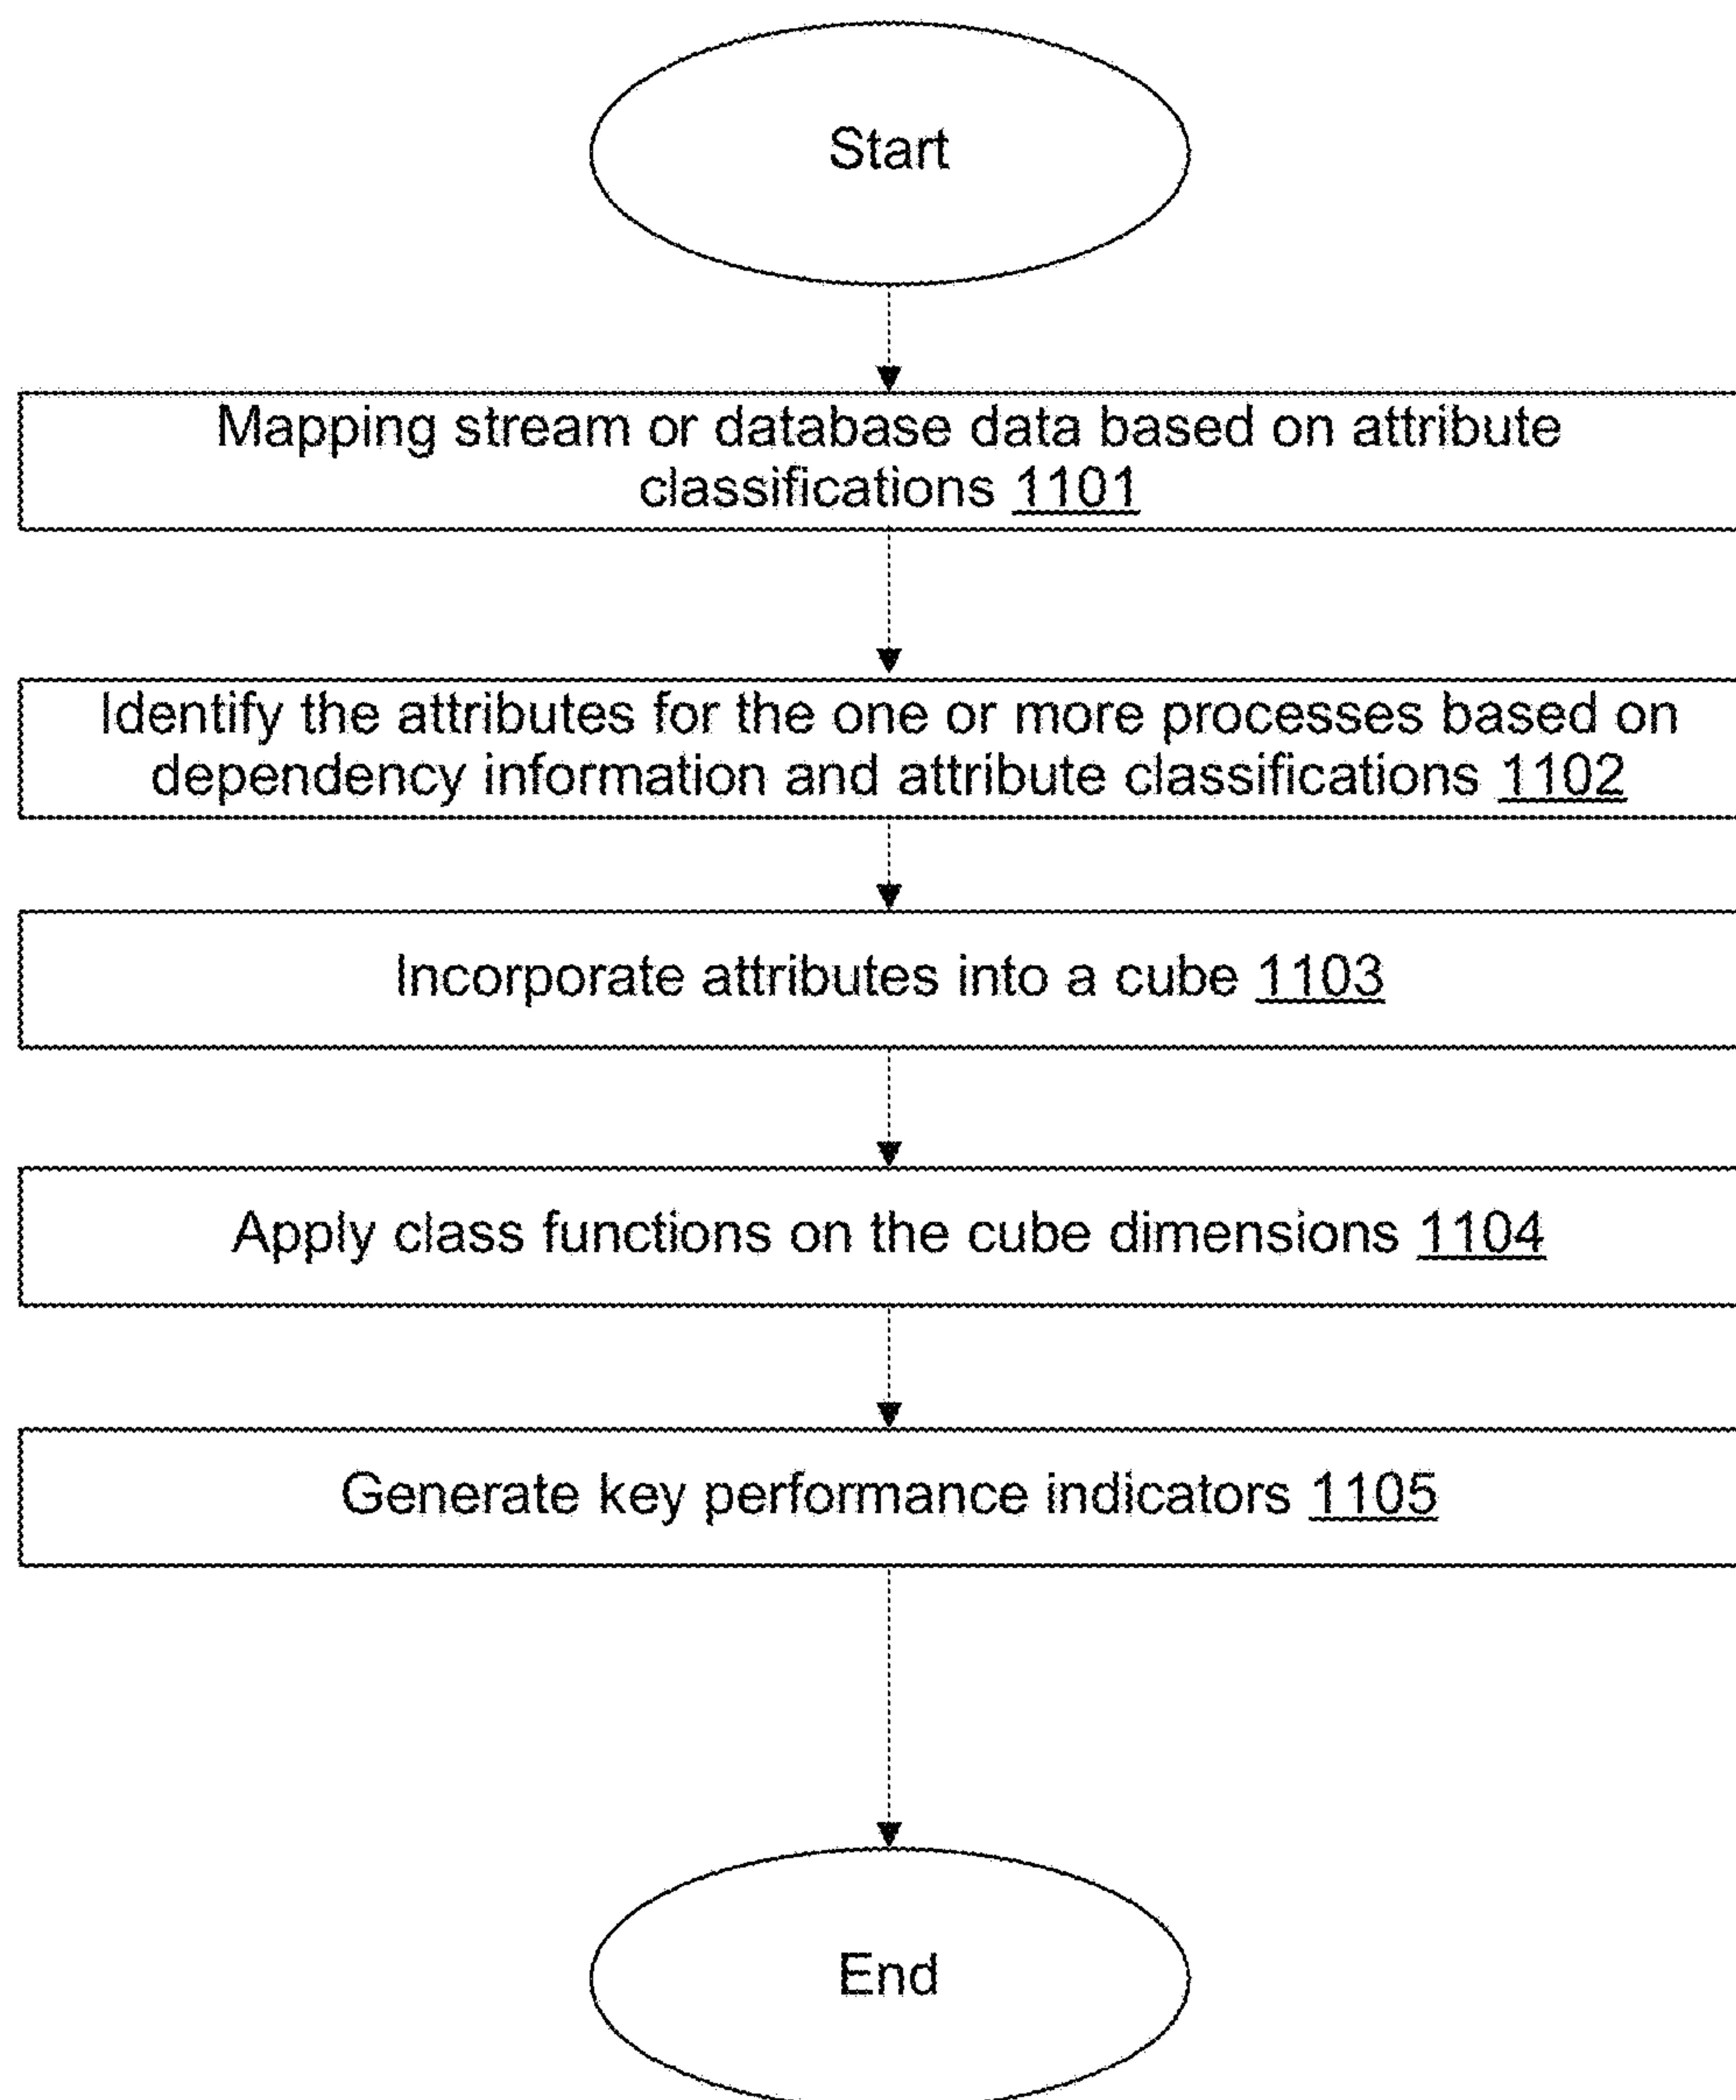 Start
Mapping stream or database data based on attribute
classifications 1101
Identify the attributes for the one or more processes based on
dependency information and attribute classifications 1102
Incorporate attributes into a cube 1103
Apply class functions on the cube dimensions 1104
Generate key performance indicators 1105
End